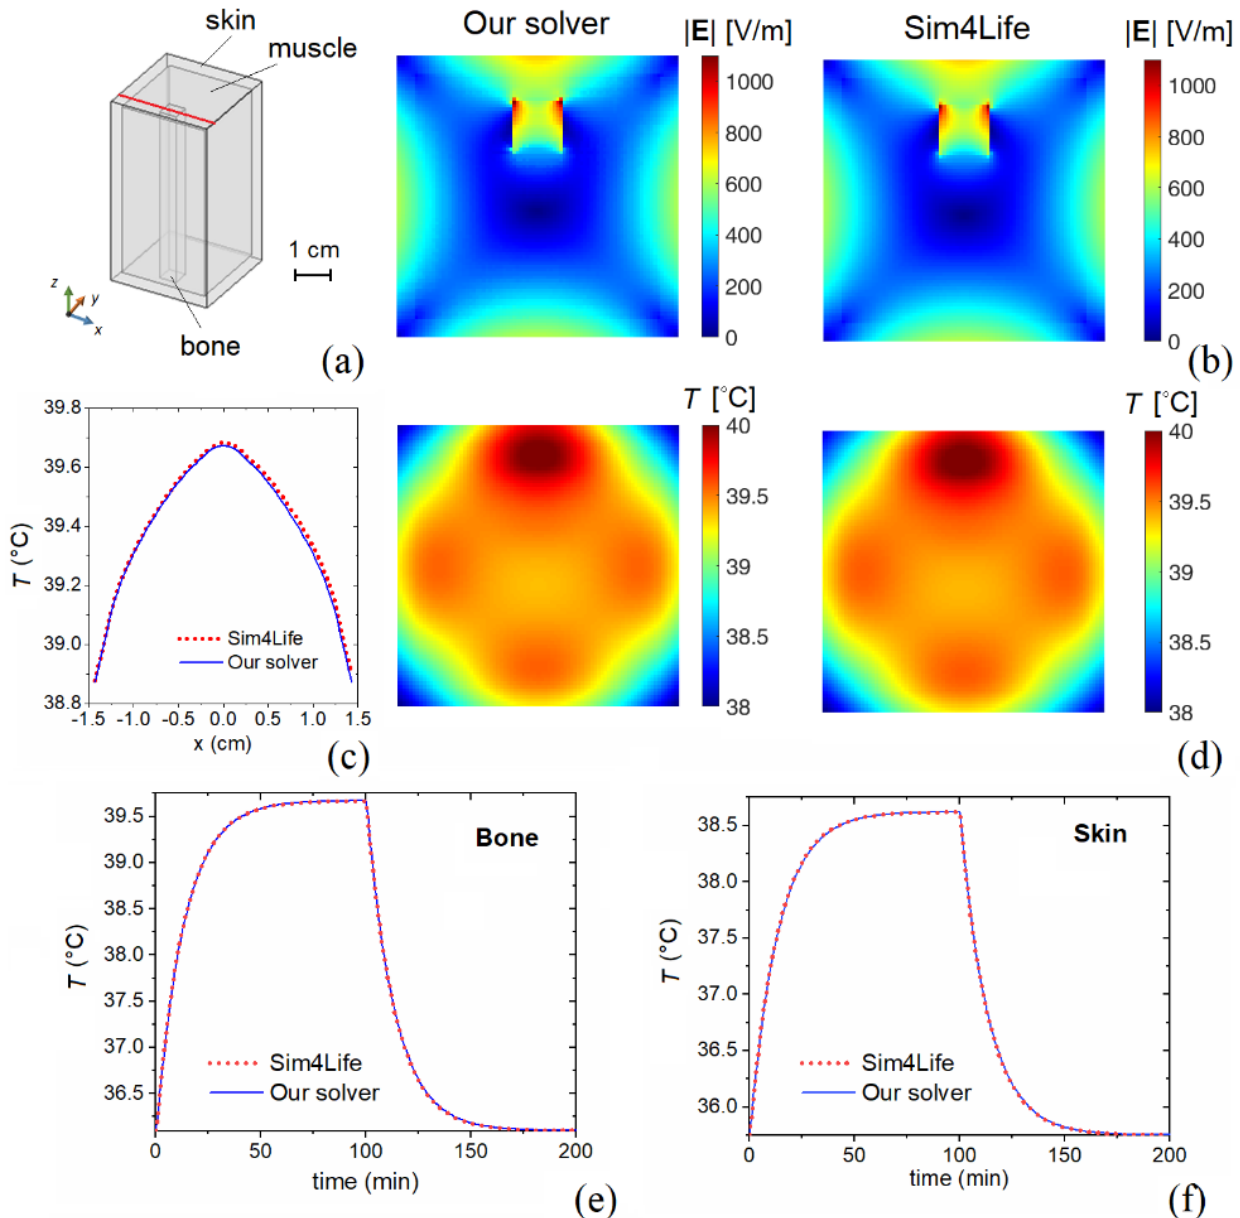 skin
muscle
1 cm
z
y
x
bone
(a)
Our solver
|E| [V/m]
1000
800
600
400
200
0
Sim4Life
|E| [V/m]
1000
800
600
400
200
0
(b)
39.8
39.6
39.4
39.2
39.0
38.8
T (°C)
Sim4Life
Our solver
-1.5 -1.0 -0.5 0.0 0.5 1.0 1.5
x (cm)
(c)
T [°C]
40
39.5
39
38.5
38
T [°C]
40
39.5
39
38.5
38
(d)
39.5
39.0
38.5
38.0
37.5
37.0
36.5
T (°C)
Bone
Sim4Life
Our solver
0 50 100 150 200
time (min)
(e)
38.5
38.0
37.5
37.0
36.5
36.0
T (°C)
Skin
Sim4Life
Our solver
0 50 100 150 200
time (min)
(f)